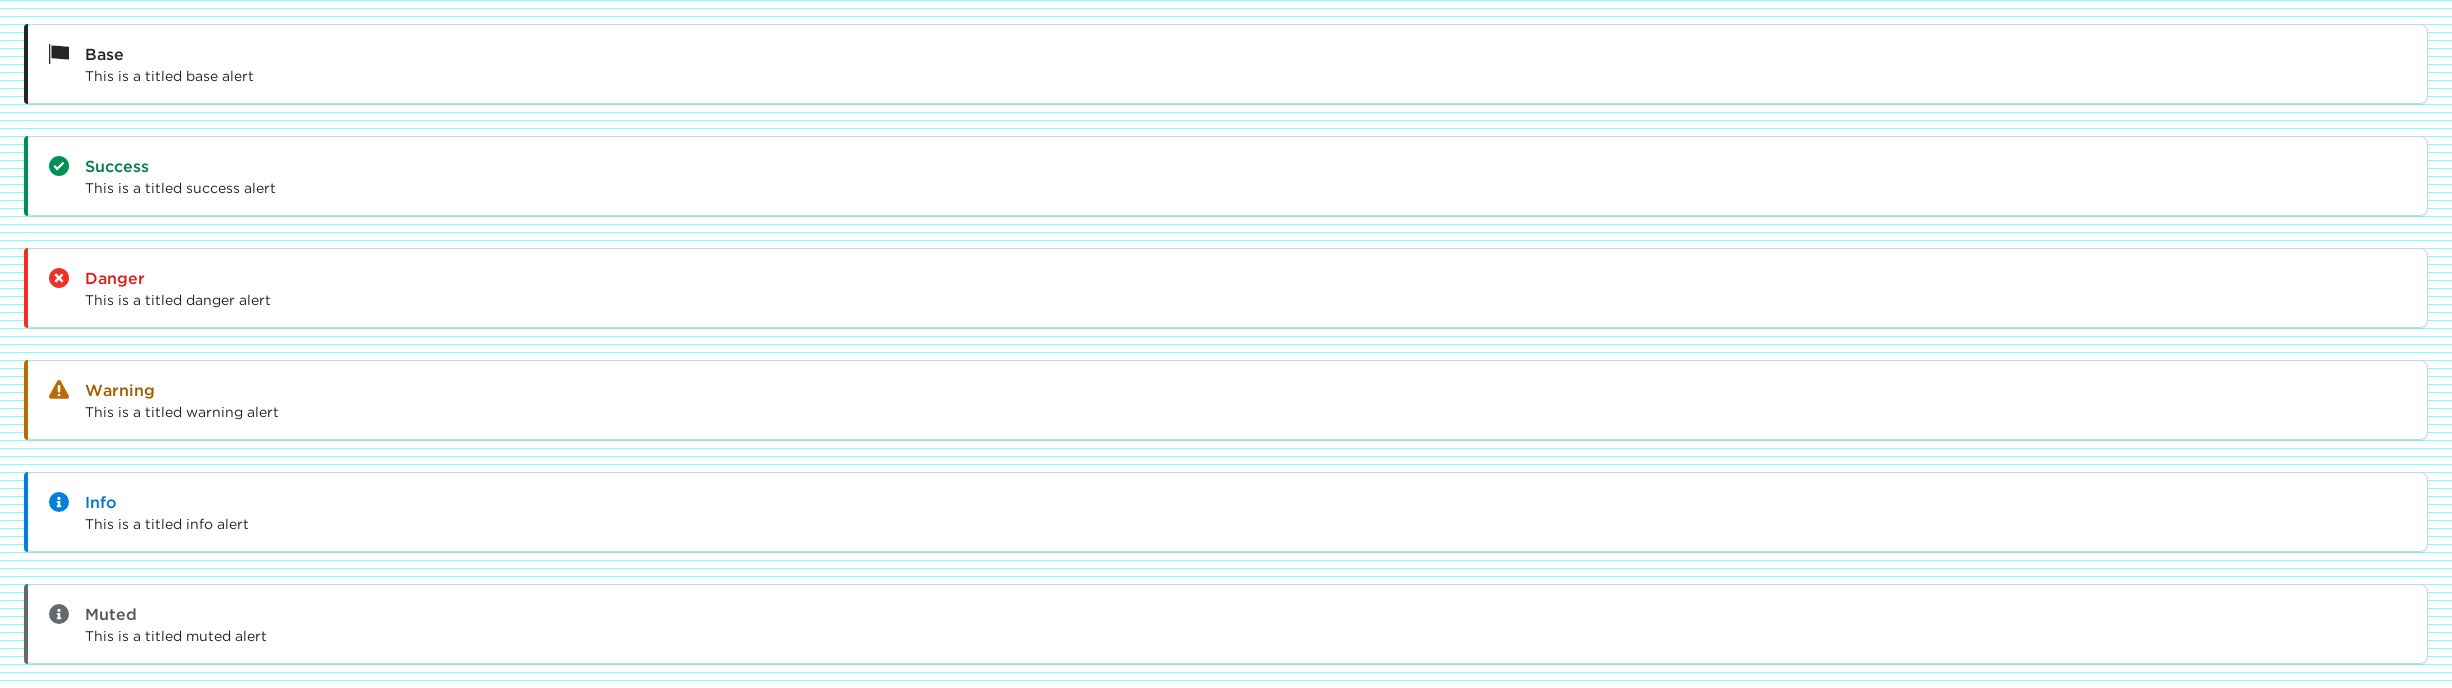 Base
This is a titled base alert
Success
This is a titled success alert
Danger
This is a titled danger alert
Warning
This is a titled warning alert
Info
This is a titled info alert
Muted
This is a titled muted alert